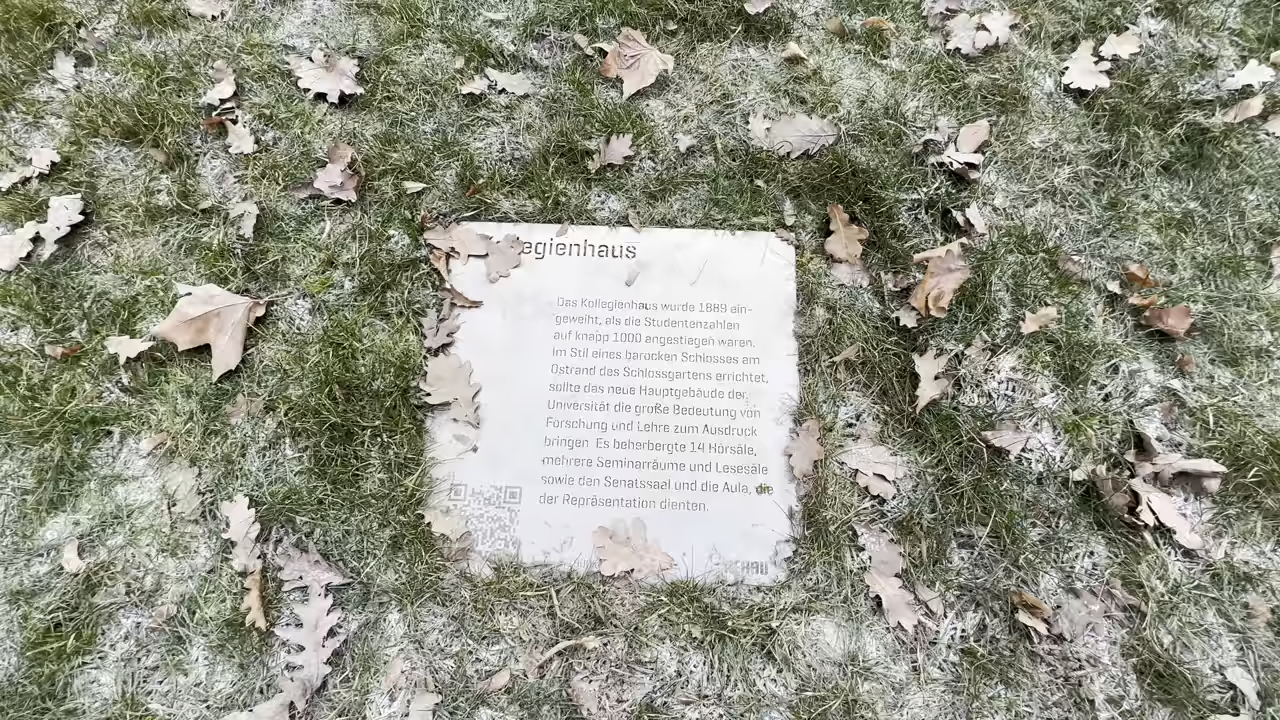 egienhaus
Das Kollegienhaus wurde 1889 ein-
geweiht, als die Studentenzahlen
auf knapp 1000 angestiegen waren.
Im Stil eines barocken Schlosses am
Ostrand des Schlossgartens errichtet,
sollte das neue Hauptgebäude der
Universität die große Bedeutung von
Forschung und Lehre zum Ausdruck
bringen. Es beherbergte 14 Hörsäle,
mehrere Seminarräume und Lesesäle
sowie den Senatssaal und die Aula, die
der Repräsentation dienten.